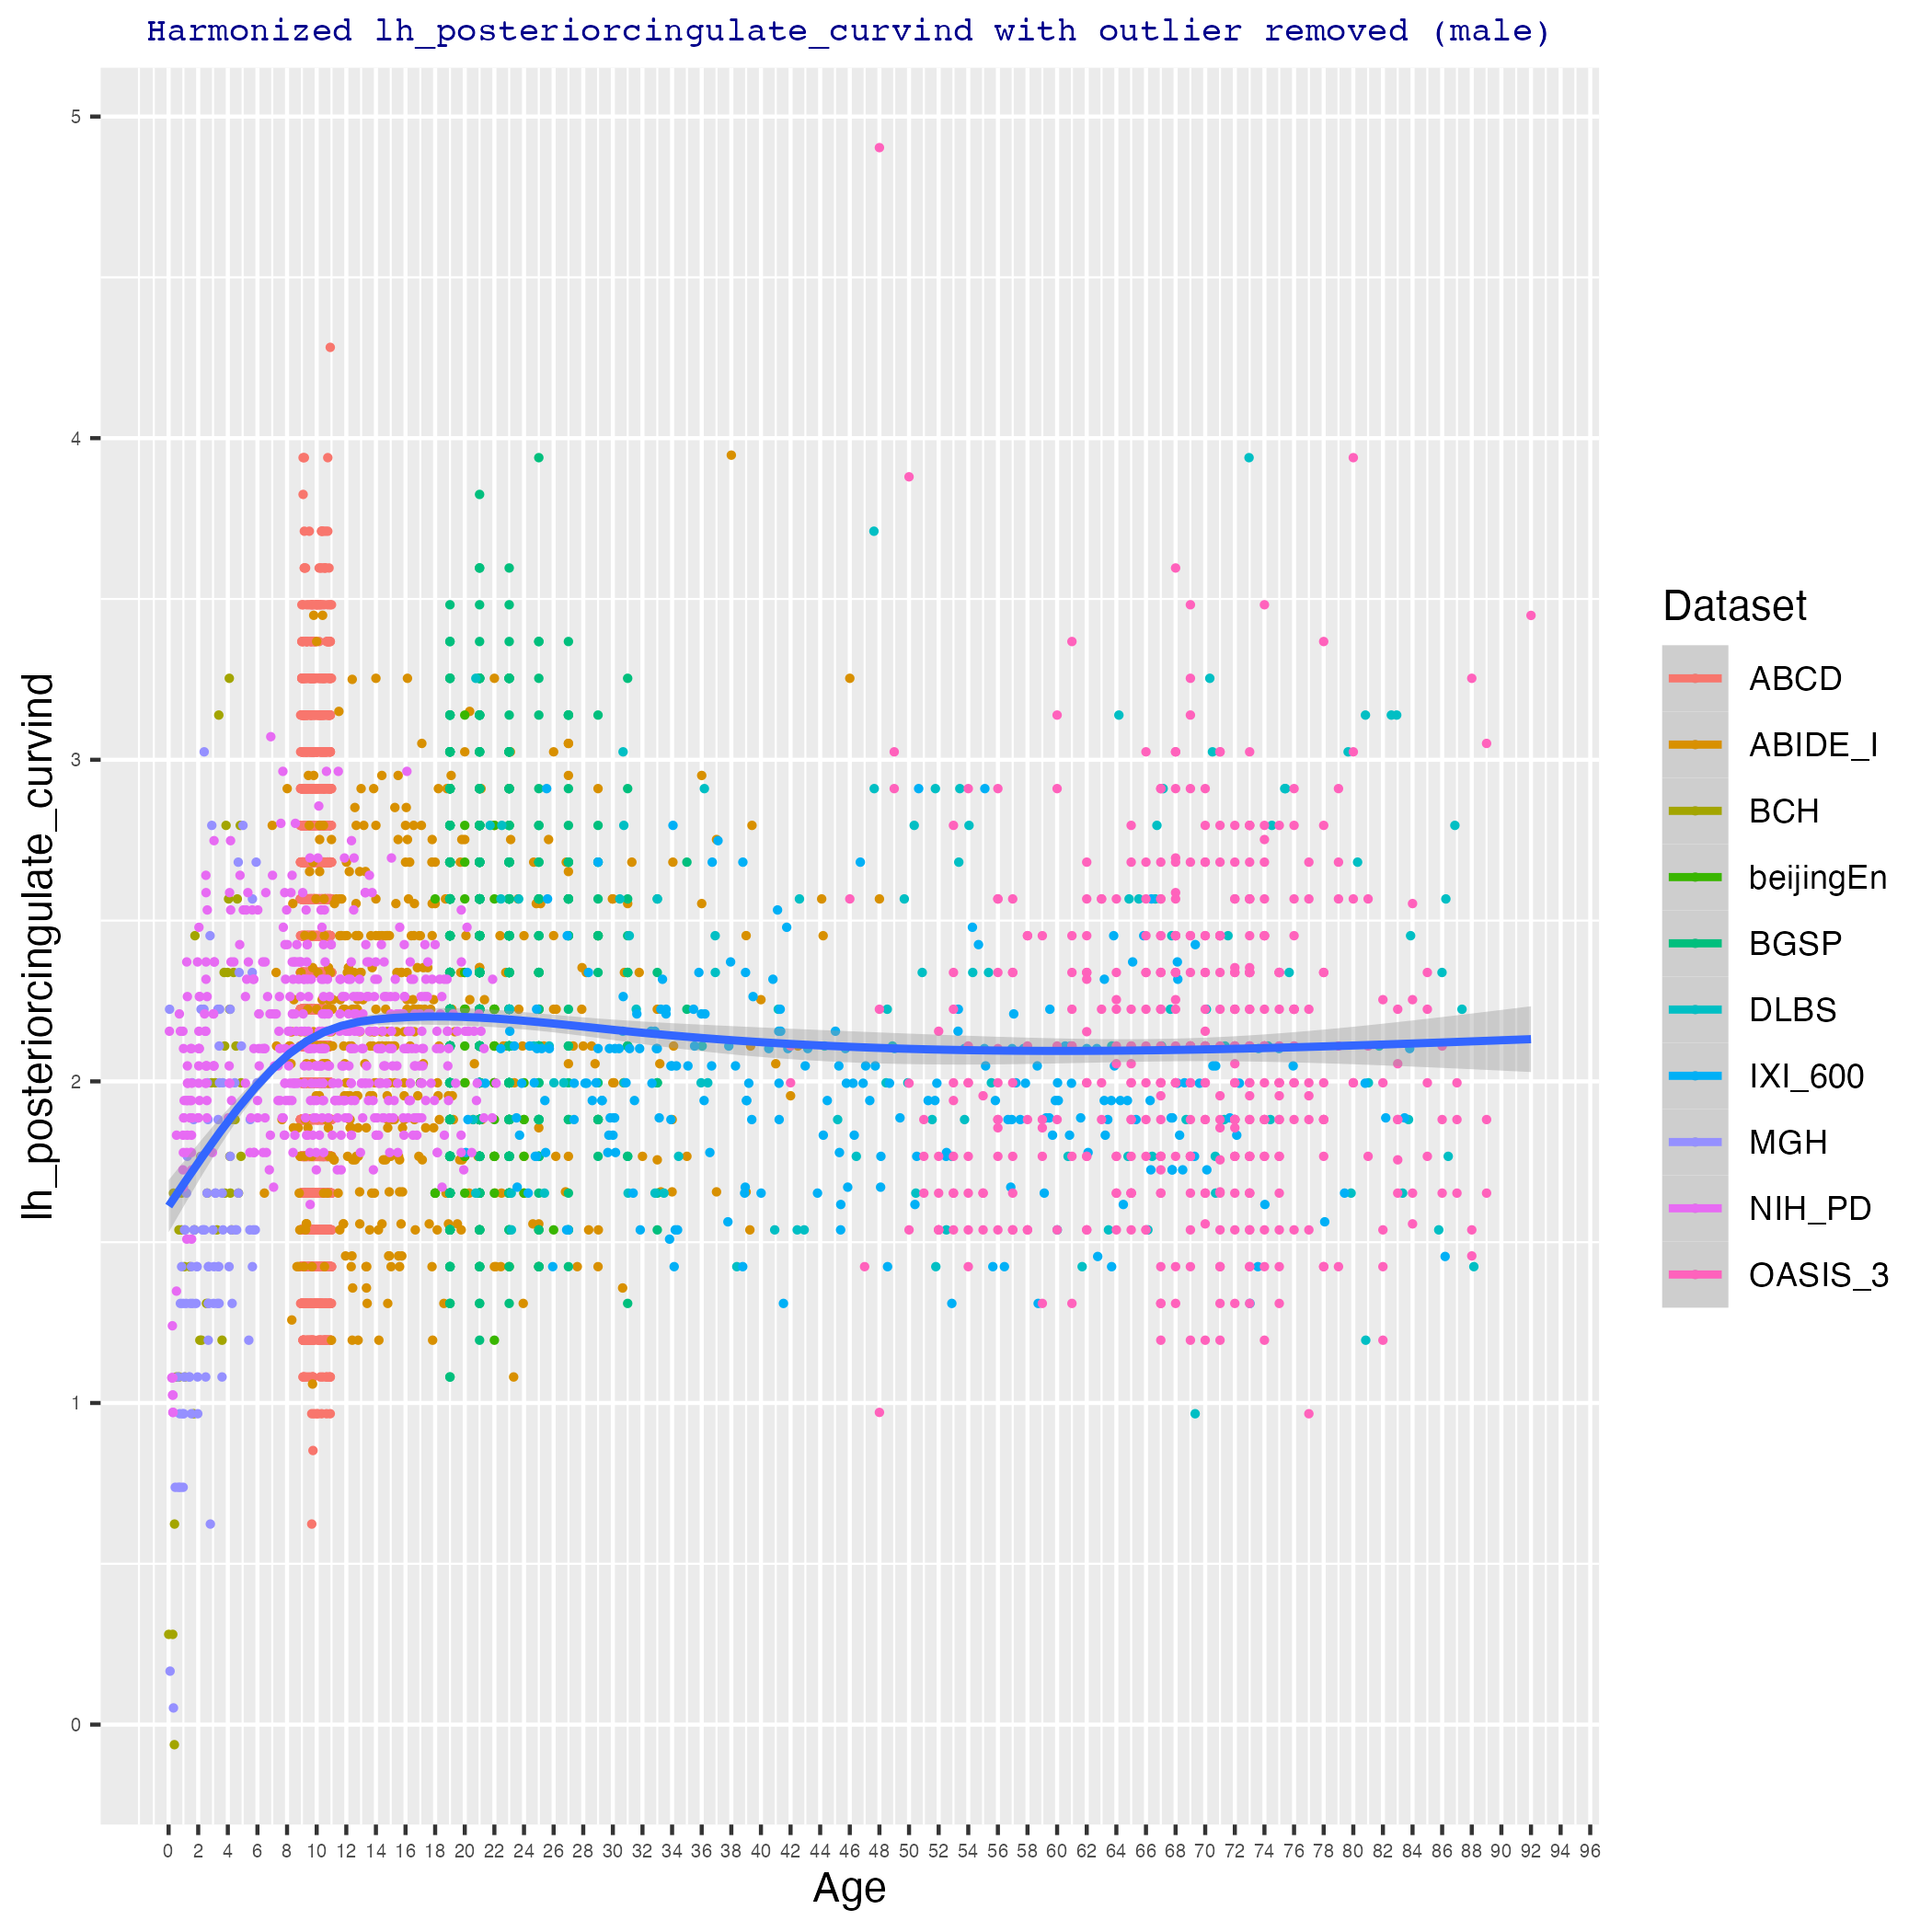 Harmonized lh_posteriorcingulate_curvind with outlier removed (male)
5
4
3
2
1
0
lh_posteriorcingulate_curvind
0 2 4 6 8 10 12 14 16 18 20 22 24 26 28 30 32 34 36 38 40 42 44 46 48 50 52 54 56 58 60 62 64 66 68 70 72 74 76 78 80 82 84 86 88 90 92 94 96
Age
Dataset
ABCD
ABIDE_I
BCH
beijingEn
BGSP
DLBS
IXI_600
MGH
NIH_PD
OASIS_3